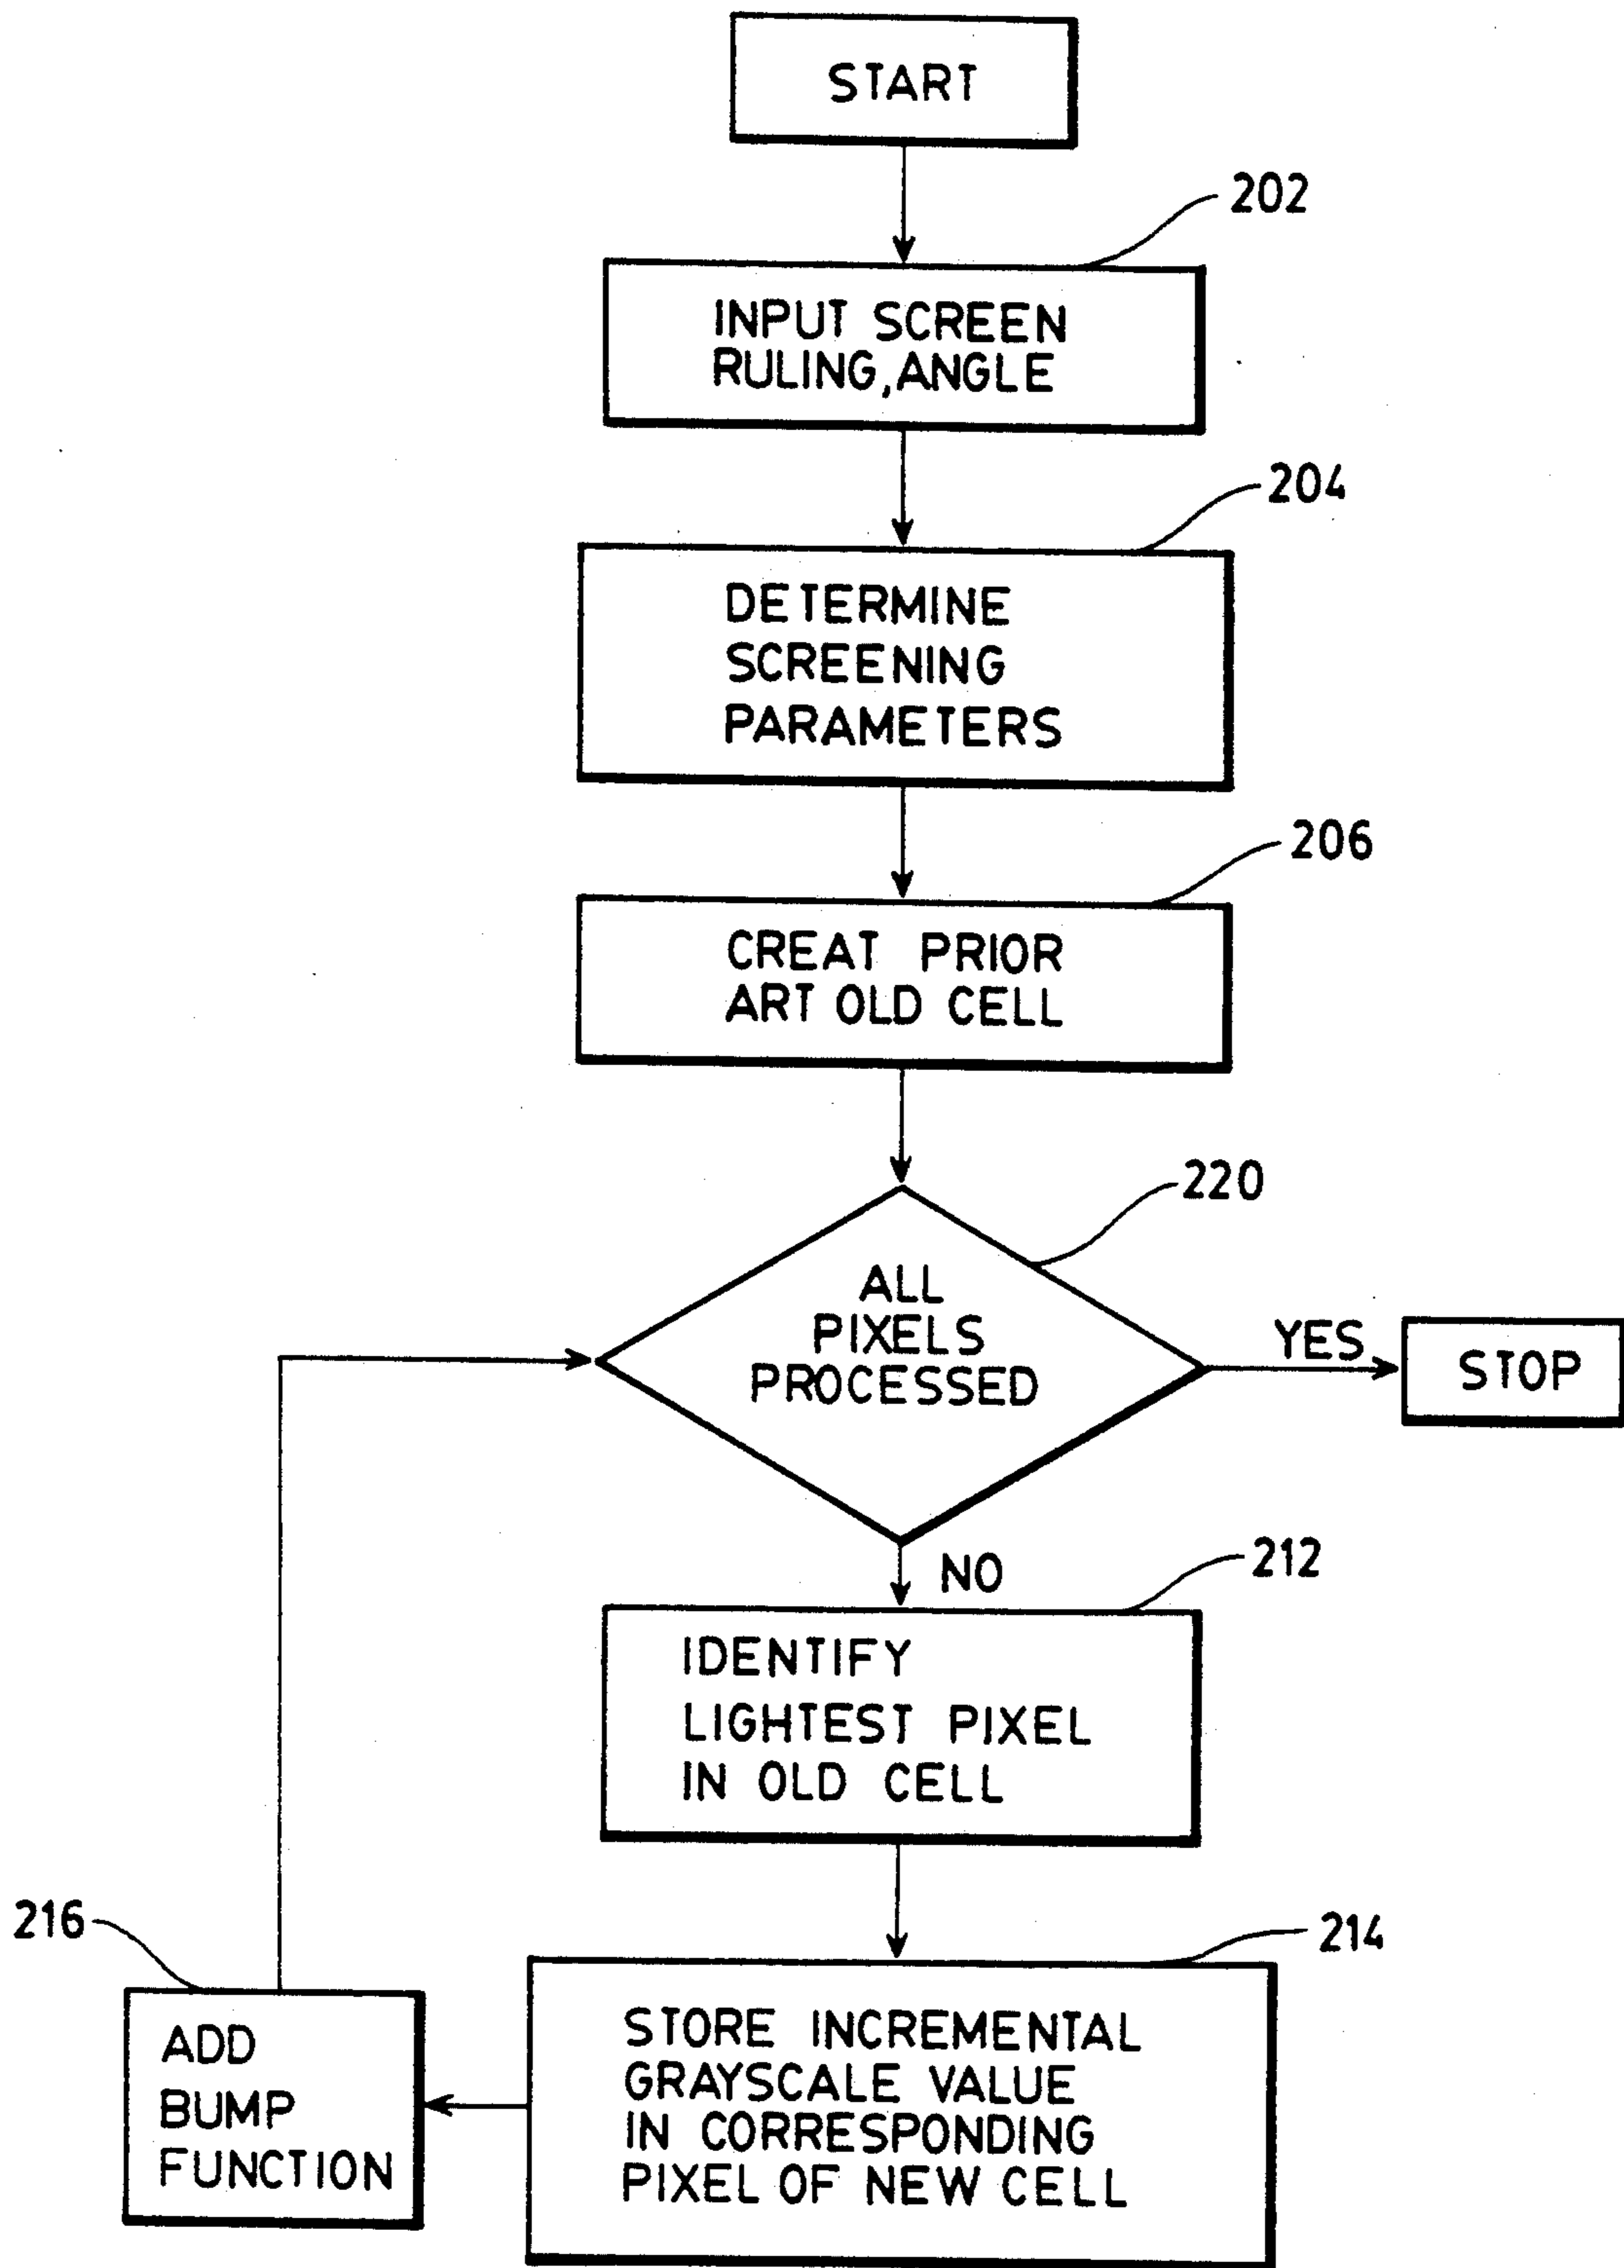 START
202
INPUT SCREEN
RULING, ANGLE
204
DETERMINE
SCREENING
PARAMETERS
206
CREAT PRIOR
ART OLD CELL
220
ALL
PIXELS
PROCESSED
YES
STOP
NO
212
IDENTIFY
LIGHTEST PIXEL
IN OLD CELL
214
STORE INCREMENTAL
GRAYSCALE VALUE
IN CORRESPONDING
PIXEL OF NEW CELL
216
ADD
BUMP
FUNCTION